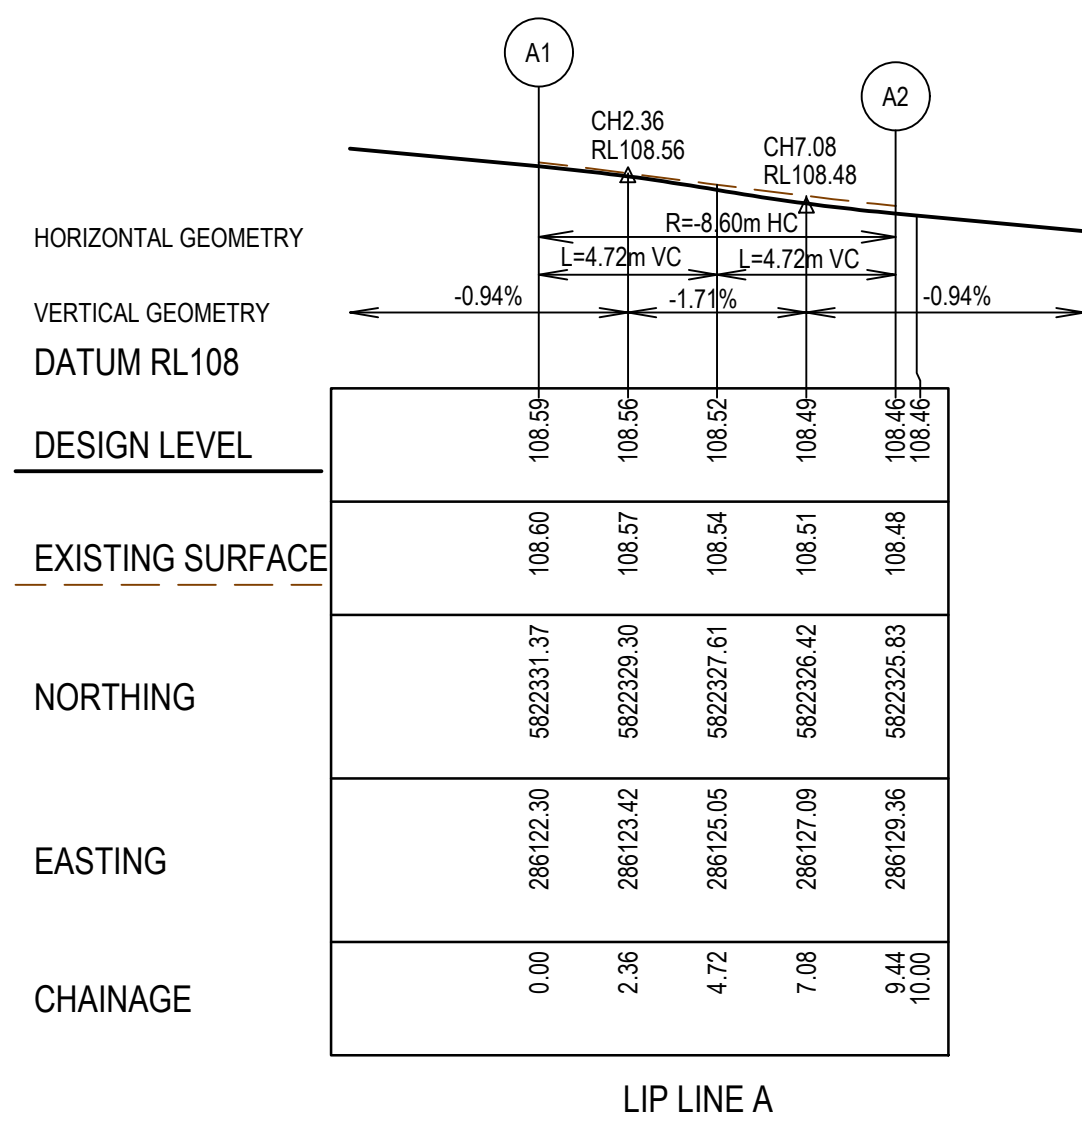 A1
A2
CH2.36
RL108.56
CH7.08
RL108.48
HORIZONTAL GEOMETRY
R=-8.60m HC
L=4.72m VC
L=4.72m VC
VERTICAL GEOMETRY
-0.94%
-1.71%
-0.94%
DATUM RL108
DESIGN LEVEL
108.59
108.56
108.52
108.49
108.46
108.46
EXISTING SURFACE
108.60
108.57
108.54
108.51
108.48
NORTHING
5822331.37
5822329.30
5822327.61
5822326.42
5822325.83
EASTING
286122.30
286123.42
286125.05
286127.09
286129.36
CHAINAGE
0.00
2.36
4.72
7.08
9.44
10.00
LIP LINE A